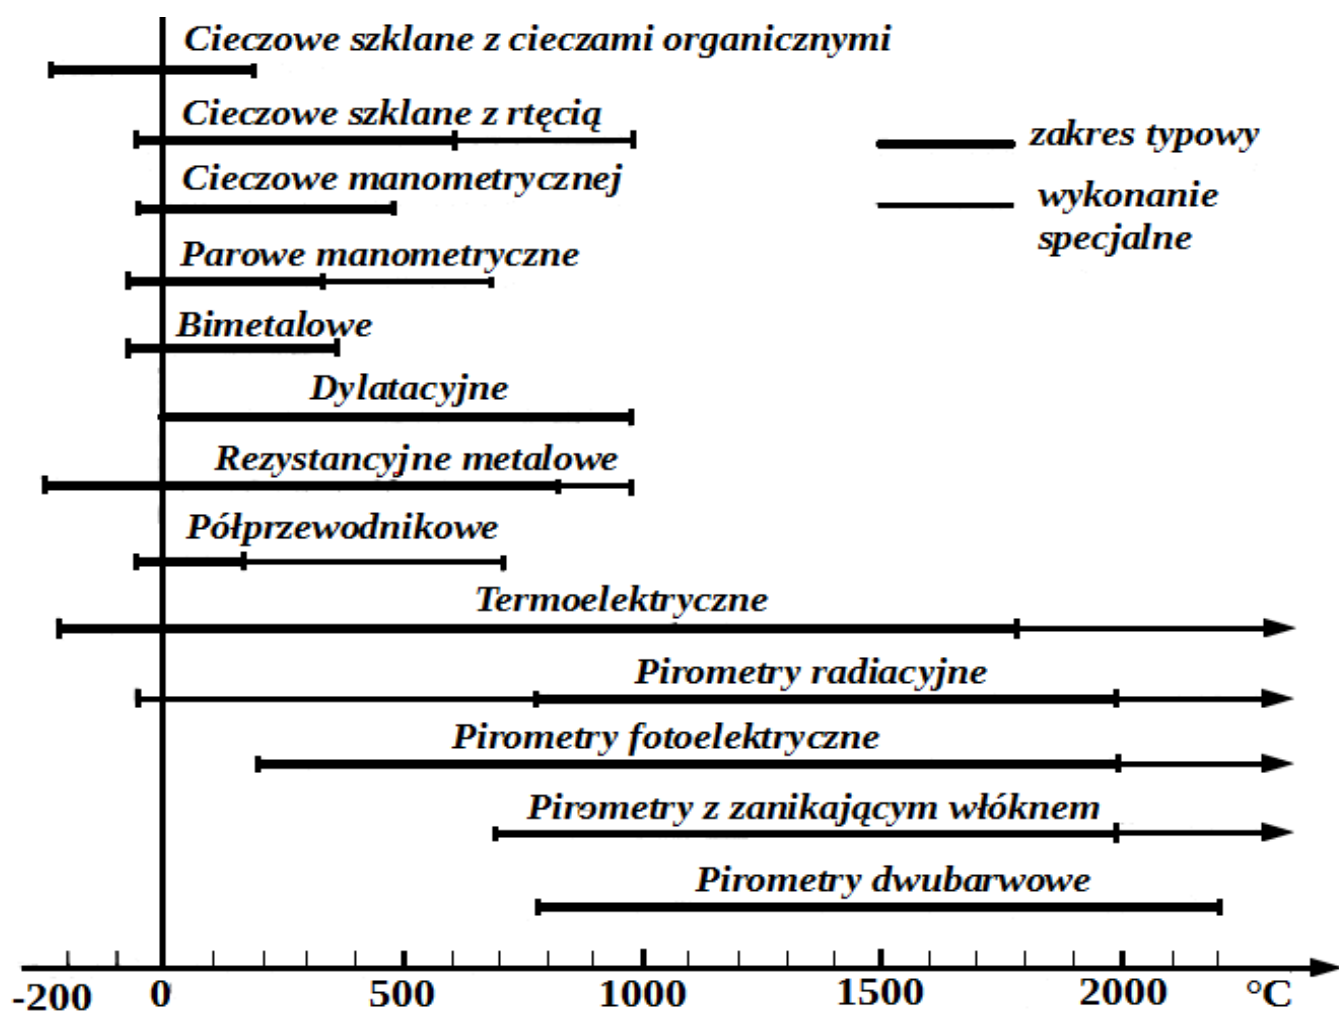 Cieczowe szklane z cieczami organicznymi
Cieczowe szklane z rtęcią
zakres typowy
Cieczowe manometrycznej
wykonanie
specjalne
Parowe manometryczne
Bimetalowe
Dylatacyjne
Rezystancyjne metalowe
Półprzewodnikowe
Termoelektryczne
Pirometry radiacyjne
Pirometry fotoelektryczne
Pirometry z zanikającym włóknem
Pirometry dwubarwowe
-200 0 500 1000 1500 2000 °C